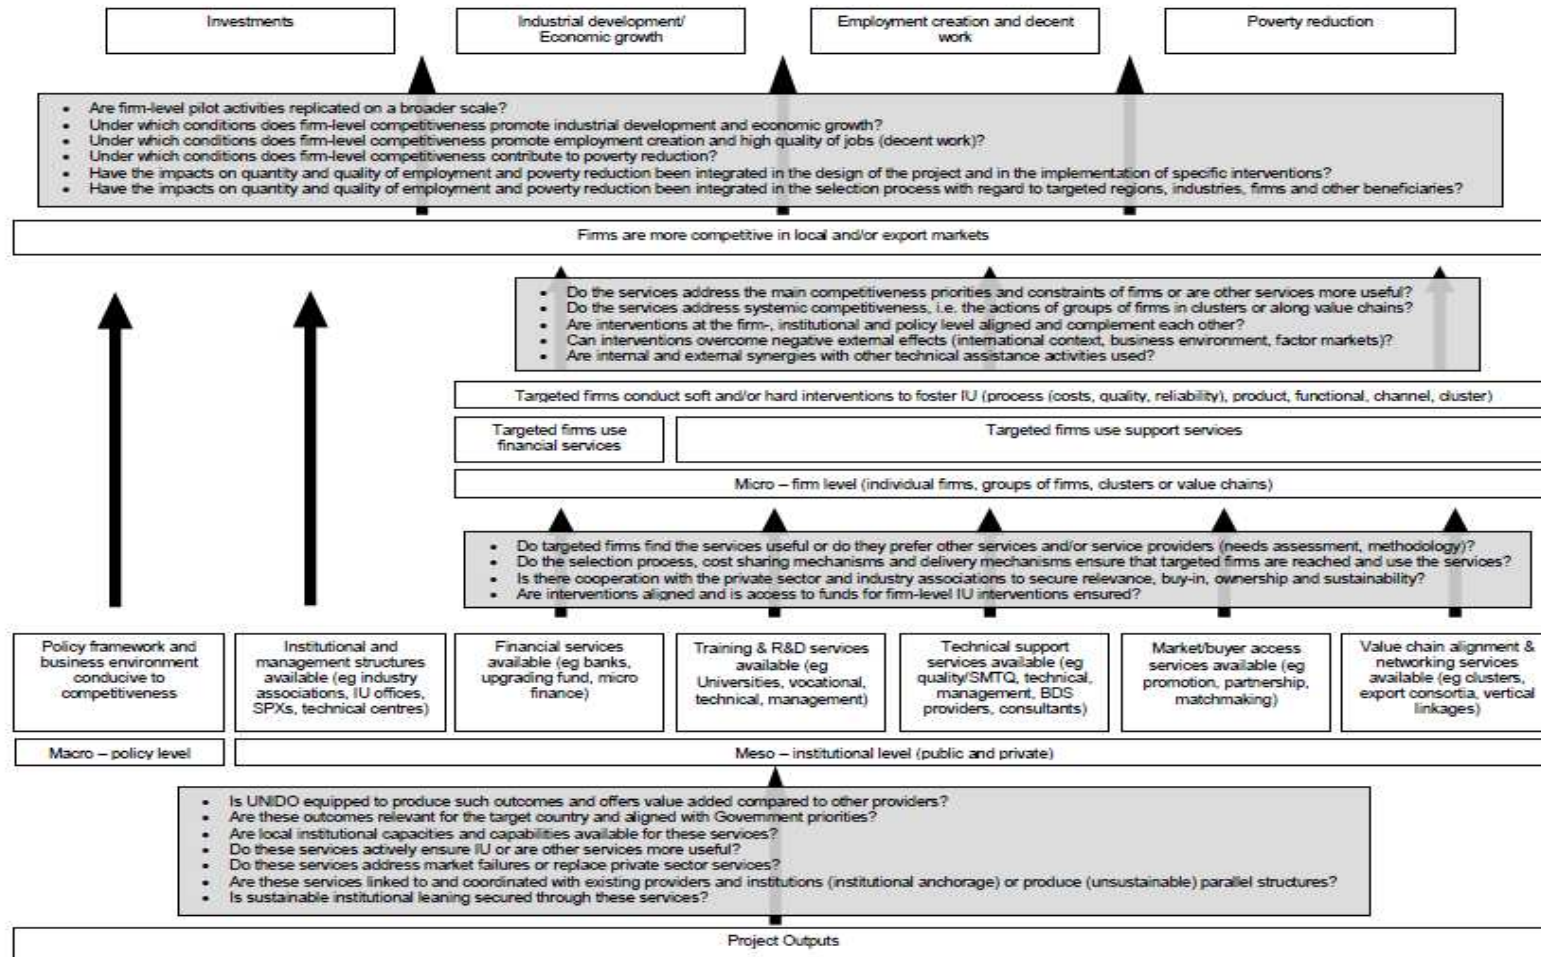 Investments
Industrial development/
Economic growth
Employment creation and decent
work
Poverty reduction
• Are firm-level pilot activities replicated on a broader scale?
• Under which conditions does firm-level competitiveness promote industrial development and economic growth?
• Under which conditions does firm-level competitiveness promote employment creation and high quality of jobs (decent work)?
• Under which conditions does firm-level competitiveness contribute to poverty reduction?
• Have the impacts on quantity and quality of employment and poverty reduction been integrated in the design of the project and in the implementation of specific interventions?
• Have the impacts on quantity and quality of employment and poverty reduction been integrated in the selection process with regard to targeted regions, industries, firms and other beneficiaries?
Firms are more competitive in local and/or export markets
• Do the services address the main competitiveness priorities and constraints of firms or are other services more useful?
• Do the services address systemic competitiveness, i.e. the actions of groups of firms in clusters or along value chains?
• Are interventions at the firm-, institutional and policy level aligned and complement each other?
• Can interventions overcome negative external effects (international context, business environment, factor markets)?
• Are internal and external synergies with other technical assistance activities used?
Targeted firms conduct soft and/or hard interventions to foster IU (process (costs, quality, reliability), product, functional, channel, cluster)
Targeted firms use
financial services
Targeted firms use support services
Micro – firm level (individual firms, groups of firms, clusters or value chains)
• Do targeted firms find the services useful or do they prefer other services and/or service providers (needs assessment, methodology)?
• Do the selection process, cost sharing mechanisms and delivery mechanisms ensure that targeted firms are reached and use the services?
• Is there cooperation with the private sector and industry associations to secure relevance, buy-in, ownership and sustainability?
• Are interventions aligned and is access to funds for firm-level IU interventions ensured?
Policy framework and
business environment
conducive to
competitiveness
Institutional and
management structures
available (eg industry
associations, IU offices,
SPXs, technical centres)
Financial services
available (eg banks,
upgrading fund, micro
finance)
Training & R&D services
available (eg
Universities, vocational,
technical, management)
Technical support
services available (eg
quality/SMTQ, technical,
management, BDS
providers, consultants)
Market/buyer access
services available (eg
promotion, partnership,
matchmaking)
Value chain alignment &
networking services
available (eg clusters,
export consortia, vertical
linkages)
Macro – policy level
Meso – institutional level (public and private)
• Is UNIDO equipped to produce such outcomes and offers value added compared to other providers?
• Are these outcomes relevant for the target country and aligned with Government priorities?
• Are local institutional capacities and capabilities available for these services?
• Do these services actively ensure IU or are other services more useful?
• Do these services address market failures or replace private sector services?
• Are these services linked to and coordinated with existing providers and institutions (institutional anchorage) or produce (unsustainable) parallel structures?
• Is sustainable institutional leaning secured through these services?
Project Outputs